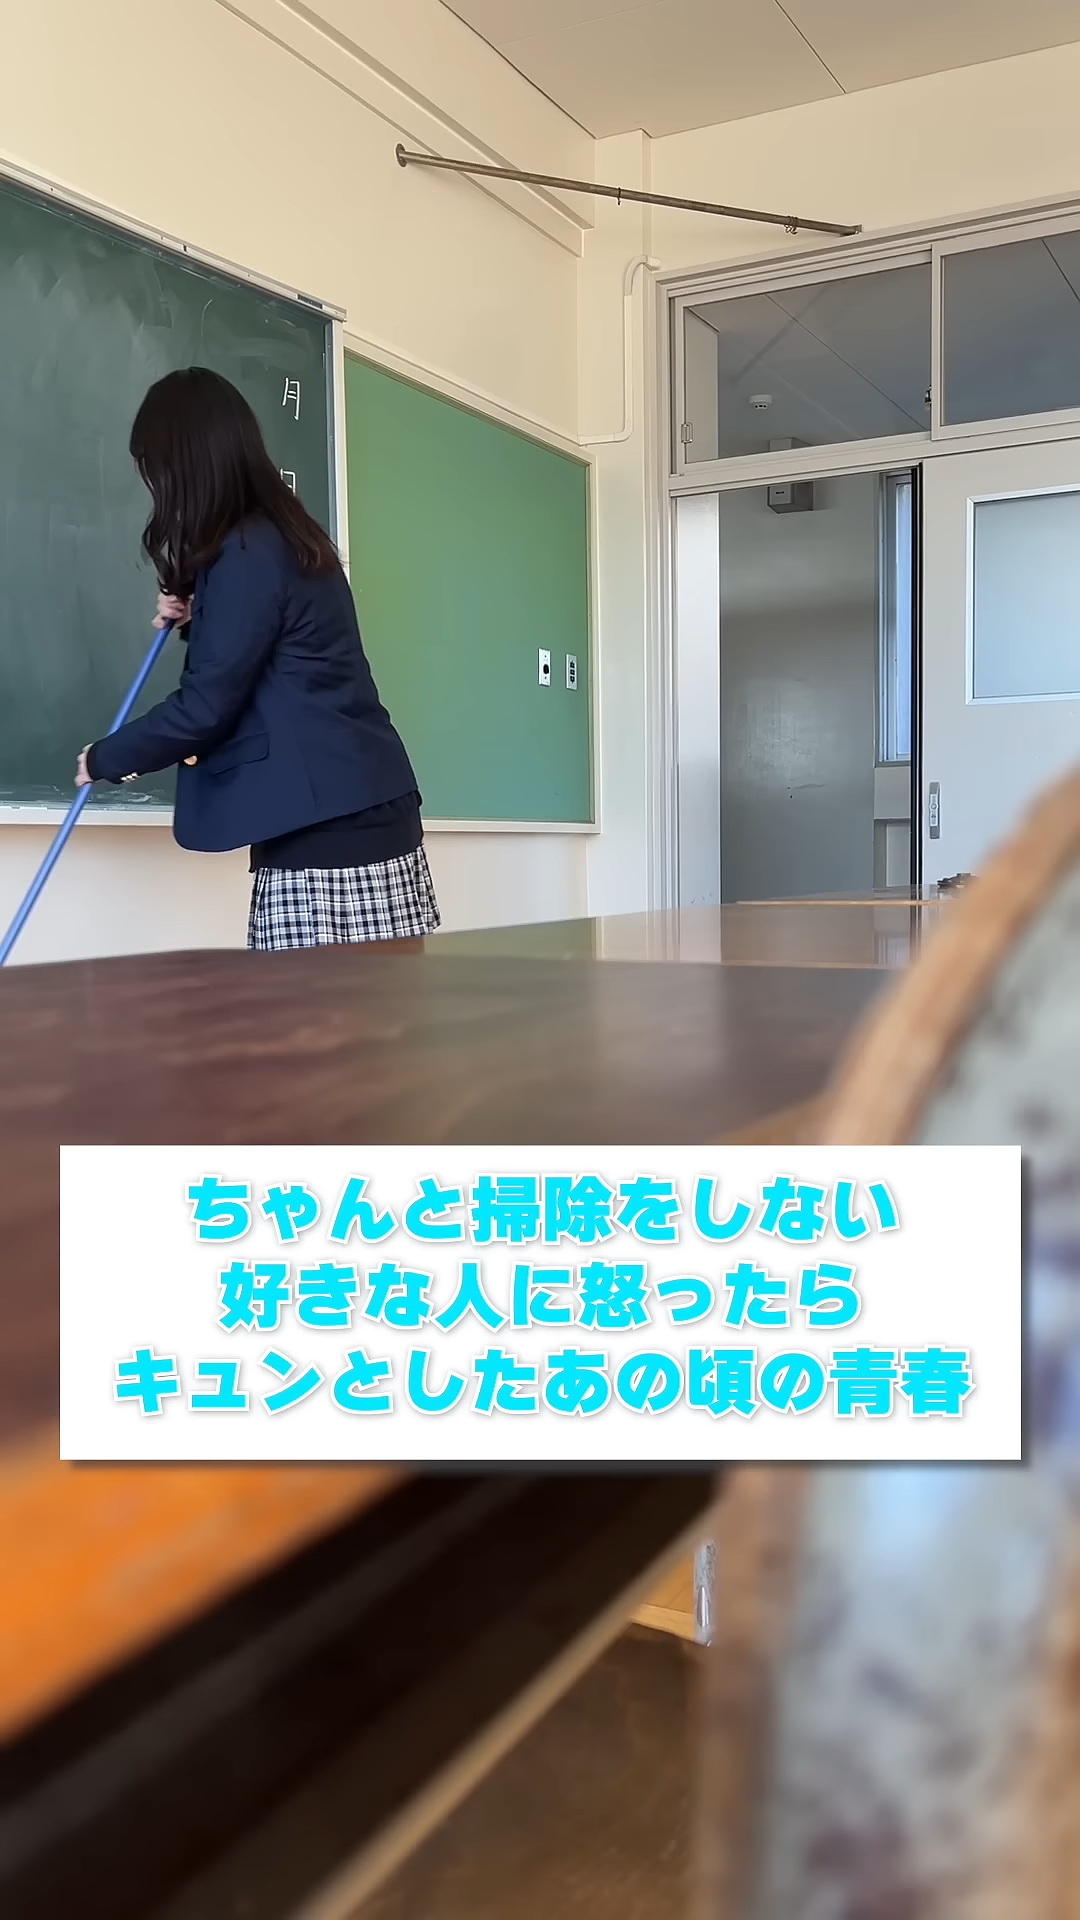 月
日
ちゃんと掃除をしない
好きな人に怒ったら
キュンとしたあの頃の青春